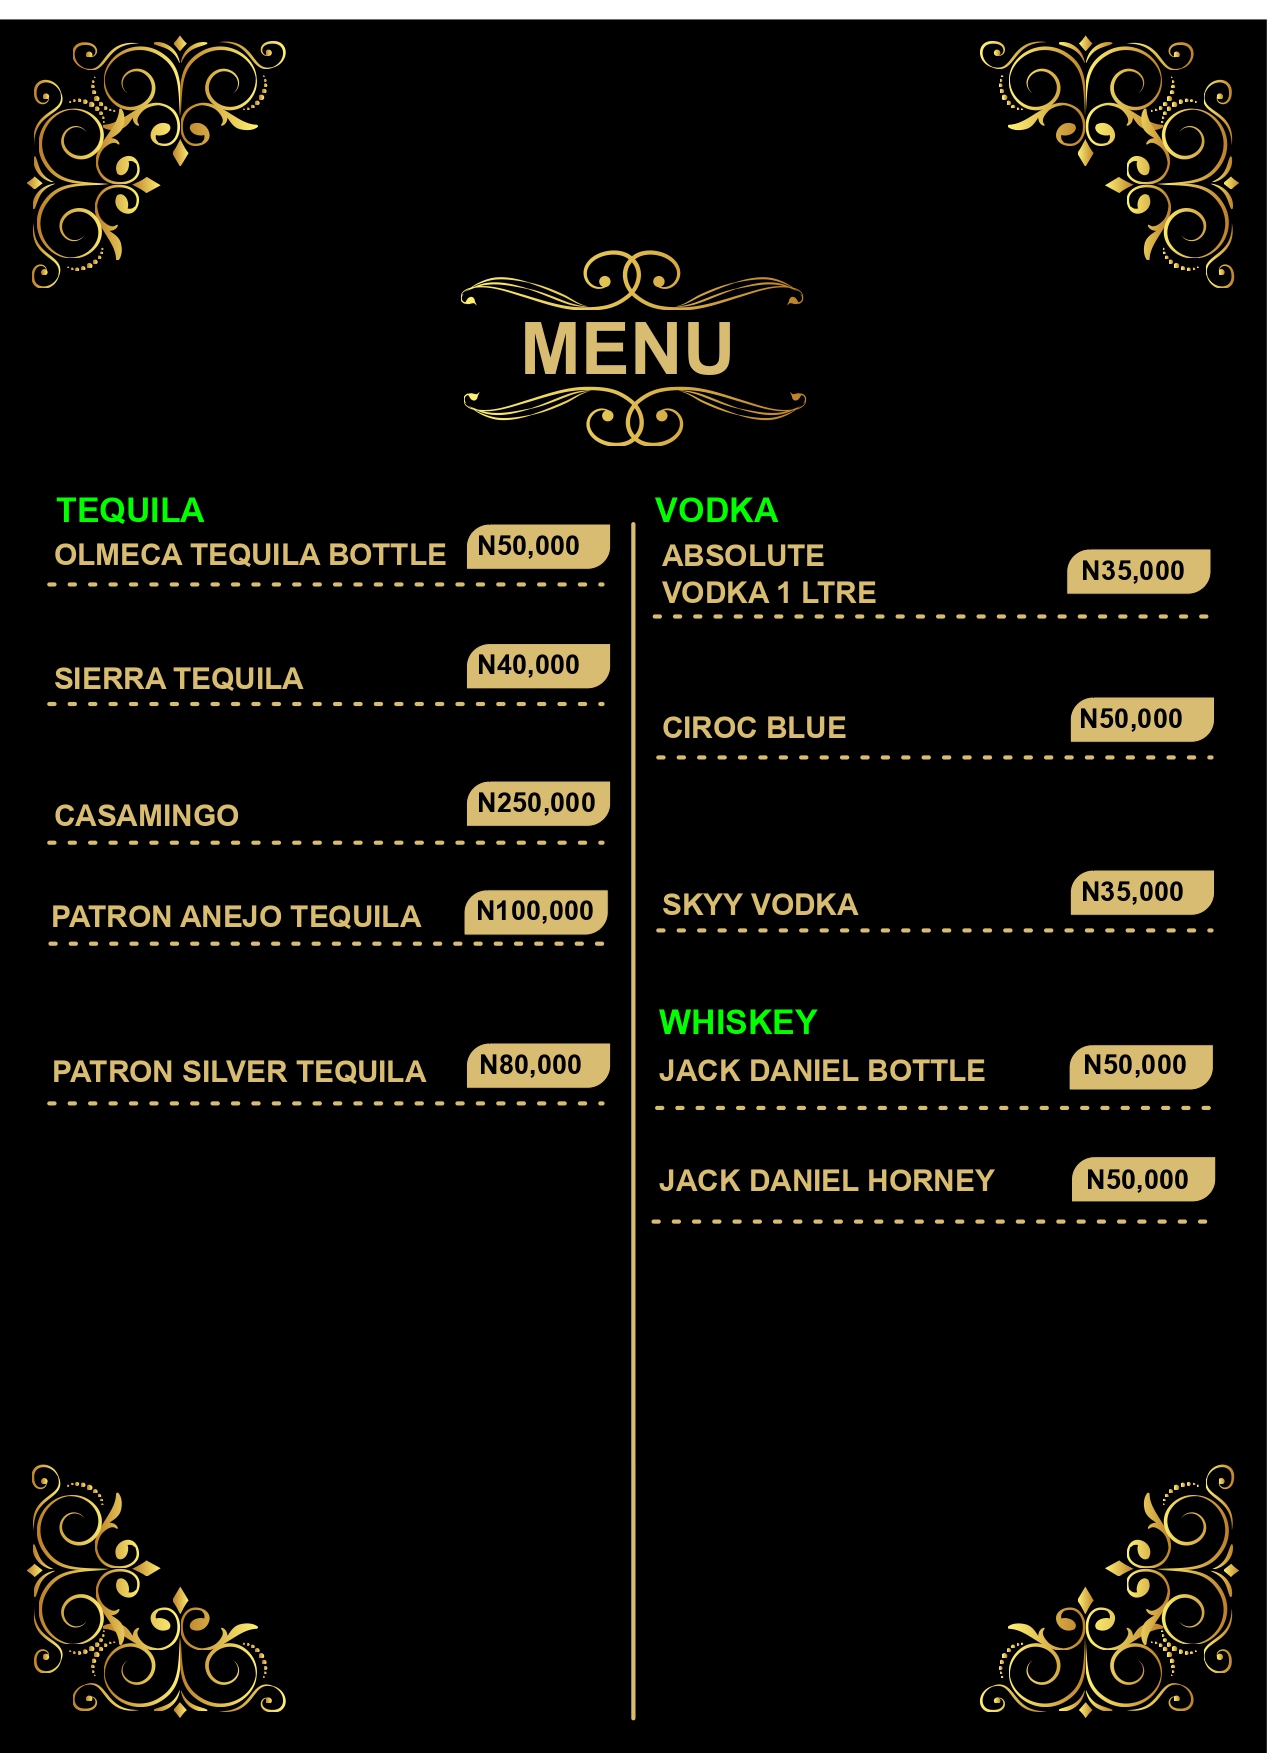 MENU
TEQUILA
OLMECA TEQUILA BOTTLE N50,000
SIERRA TEQUILA N40,000
CASAMINGO N250,000
PATRON ANEJO TEQUILA N100,000
PATRON SILVER TEQUILA N80,000
VODKA
ABSOLUTE
VODKA 1 LTRE N35,000
CIROC BLUE N50,000
SKYY VODKA N35,000
WHISKEY
JACK DANIEL BOTTLE N50,000
JACK DANIEL HORNEY N50,000